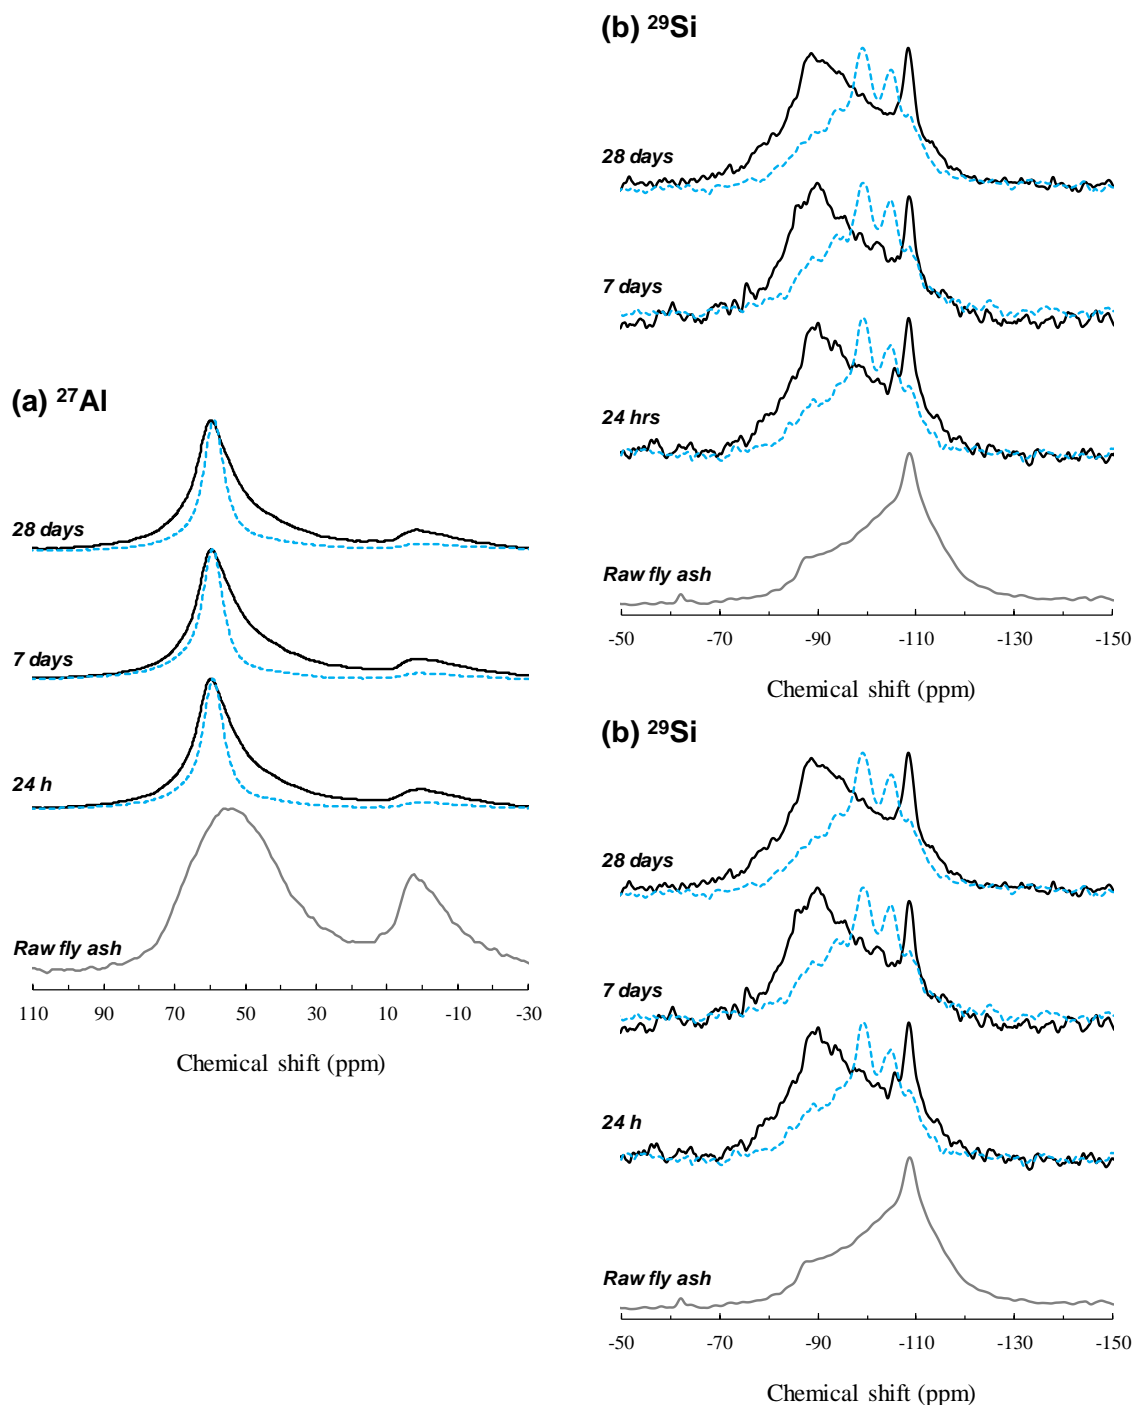 (a) ²⁷Al
28 days
7 days
24 h
Raw fly ash
110 90 70 50 30 10 -10 -30
Chemical shift (ppm)
(b) ²⁹Si
28 days
7 days
24 hrs
Raw fly ash
-50 -70 -90 -110 -130 -150
Chemical shift (ppm)
(b) ²⁹Si
28 days
7 days
24 h
Raw fly ash
-50 -70 -90 -110 -130 -150
Chemical shift (ppm)